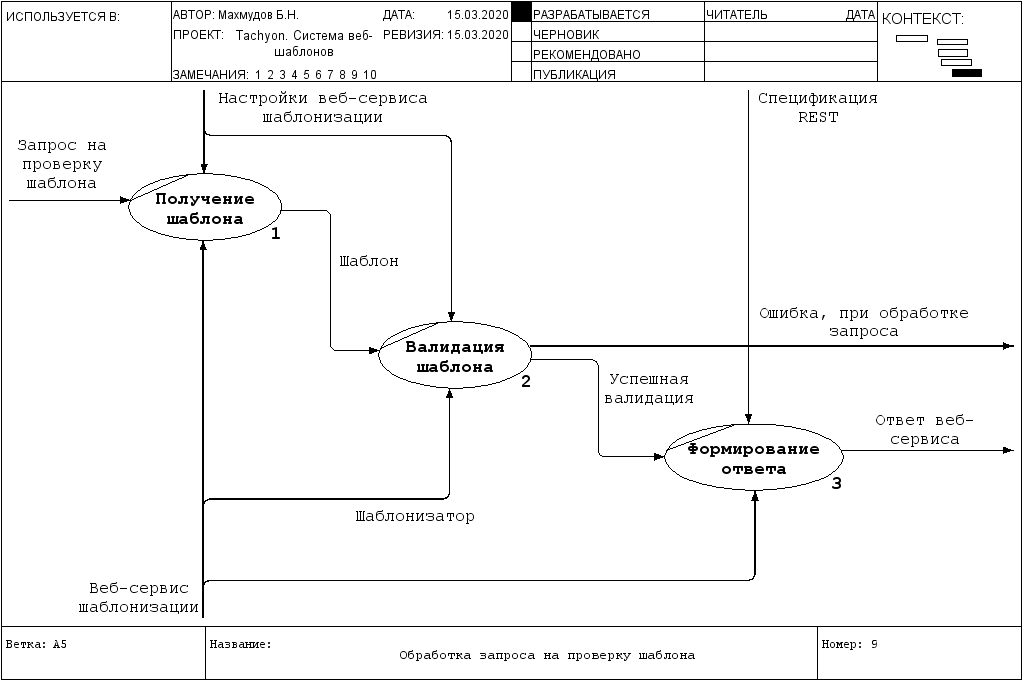 ИСПОЛЬЗУЕТСЯ В:
АВТОР: Махмудов Б.Н.
ДАТА: 15.03.2020
ПРОЕКТ: Tachyon. Система веб-
шаблонов
РЕВИЗИЯ: 15.03.2020
ЗАМЕЧАНИЯ: 1 2 3 4 5 6 7 8 9 10
РАЗРАБАТЫВАЕТСЯ
ЧЕРНОВИК
РЕКОМЕНДОВАНО
ПУБЛИКАЦИЯ
ЧИТАТЕЛЬ
ДАТА
КОНТЕКСТ:
Настройки веб-сервиса
шаблонизации
Спецификация
REST
Запрос на
проверку
шаблона
Получение
шаблона
1
Шаблон
Валидация
шаблона
2
Ошибка, при обработке
запроса
Успешная
валидация
Ответ веб-
сервиса
Формирование
ответа
3
Шаблонизатор
Веб-сервис
шаблонизации
Ветка: A5
Название:
Обработка запроса на проверку шаблона
Номер: 9